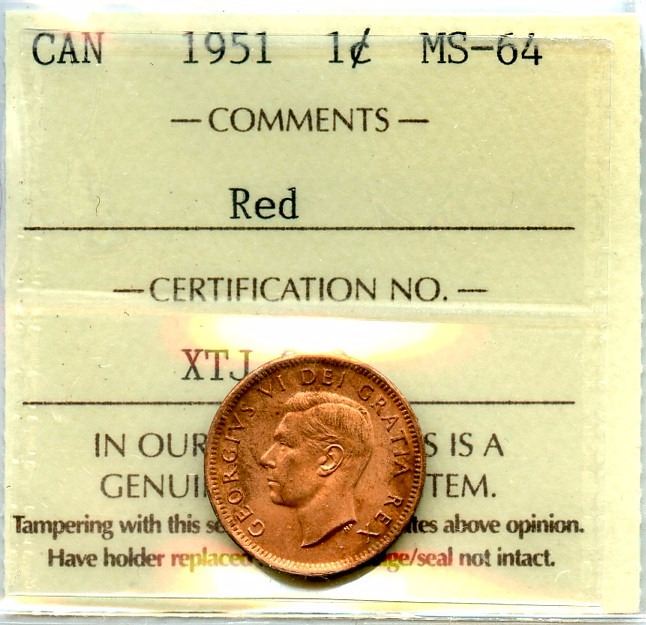 CAN 1951 1¢ MS-64
— COMMENTS —
Red
— CERTIFICATION NO. —
XTJ
GEORGIVS VI DEI GRATIA REX
IN OUR S IS A
GENUI TEM.
Tampering with this se tes above opinion.
Have holder replaced ge/seal not intact.